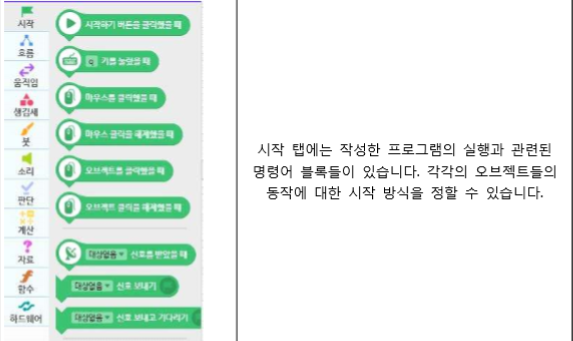 시작
흐름
움직임
생김새
붓
소리
판단
계산
자료
함수
하드웨어
시작하기 버튼을 클릭했을 때
q 키를 눌렀을 때
마우스를 클릭했을 때
마우스 클릭을 해제했을 때
오브젝트를 클릭했을 때
오브젝트 클릭을 해제했을 때
대상없음 신호를 받았을 때
대상없음 신호 보내기
대상없음 신호 보내고 기다리기
시작 탭에는 작성한 프로그램의 실행과 관련된
명령어 블록들이 있습니다. 각각의 오브젝트들의
동작에 대한 시작 방식을 정할 수 있습니다.